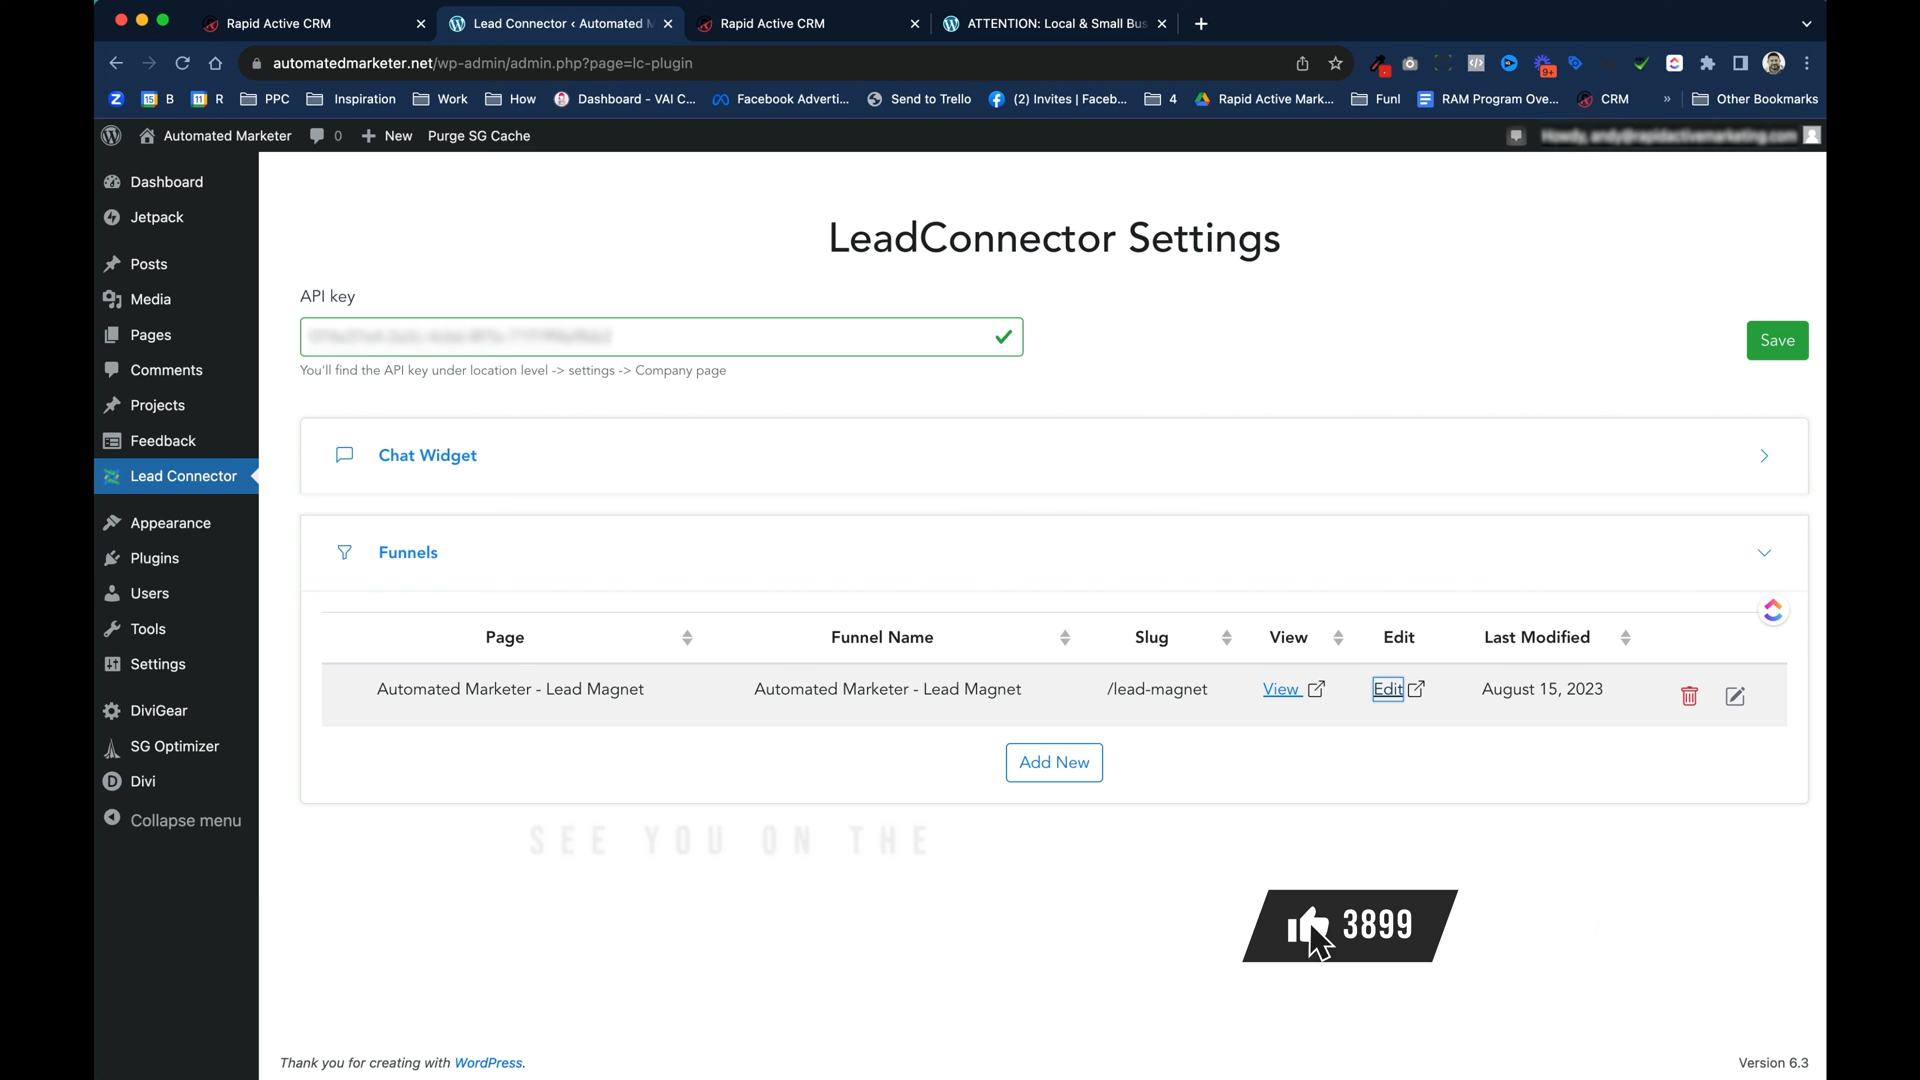 Rapid Active CRM
Lead Connector ‹ Automated M
Rapid Active CRM
ATTENTION: Local & Small Bus
automatedmarketer.net/wp-admin/admin.php?page=lc-plugin
9+
15 B
11 R
PPC
Inspiration
Work
How
Dashboard - VAI C...
Facebook Adverti...
Send to Trello
(2) Invites | Faceb...
4
Rapid Active Mark...
Funl
RAM Program Ove...
CRM
»
Other Bookmarks
Automated Marketer
0
New
Purge SG Cache
Howdy, andy@rapidactivemarketing.com
Dashboard
Jetpack
Posts
Media
Pages
Comments
Projects
Feedback
Lead Connector
Appearance
Plugins
Users
Tools
Settings
DiviGear
SG Optimizer
Divi
Collapse menu
LeadConnector Settings
API key
Save
You'll find the API key under location level -> settings -> Company page
Chat Widget
Funnels
Page Funnel Name Slug View Edit Last Modified
Automated Marketer - Lead Magnet Automated Marketer - Lead Magnet /lead-magnet View Edit August 15, 2023
Add New
SEE YOU ON THE
3899
Thank you for creating with WordPress.
Version 6.3